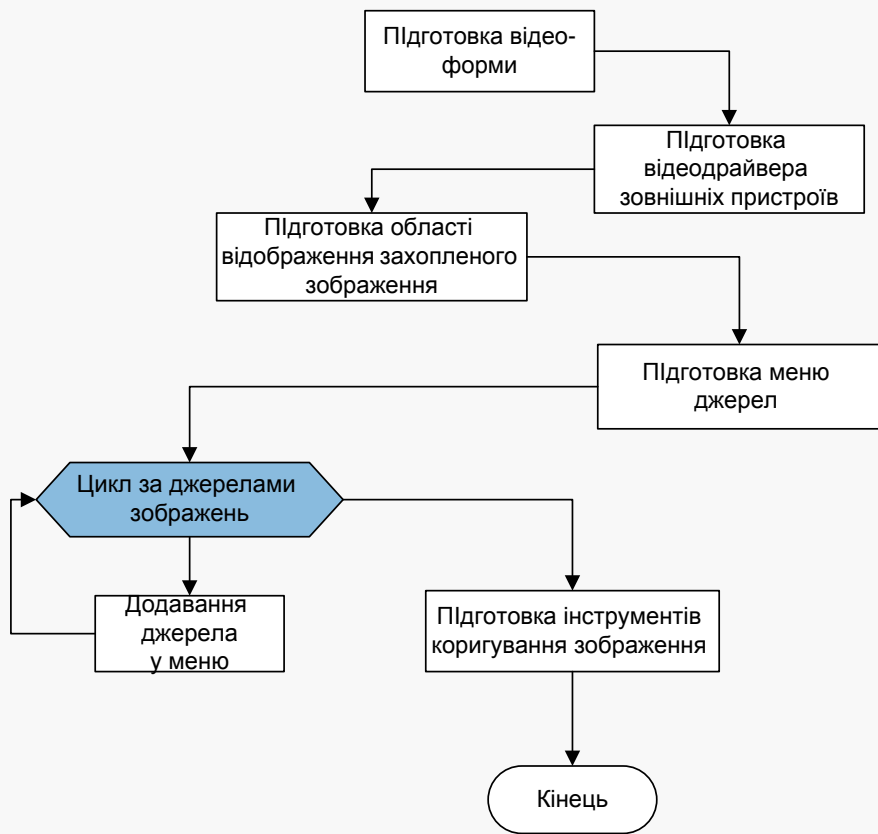 ПІдготовка відео-
форми
ПІдготовка
відеодрайвера
зовнішніх пристроїв
ПІдготовка області
відображення захопленого
зображення
ПІдготовка меню
джерел
Цикл за джерелами
зображень
Додавання
джерела
у меню
ПІдготовка інструментів
коригування зображення
Кінець